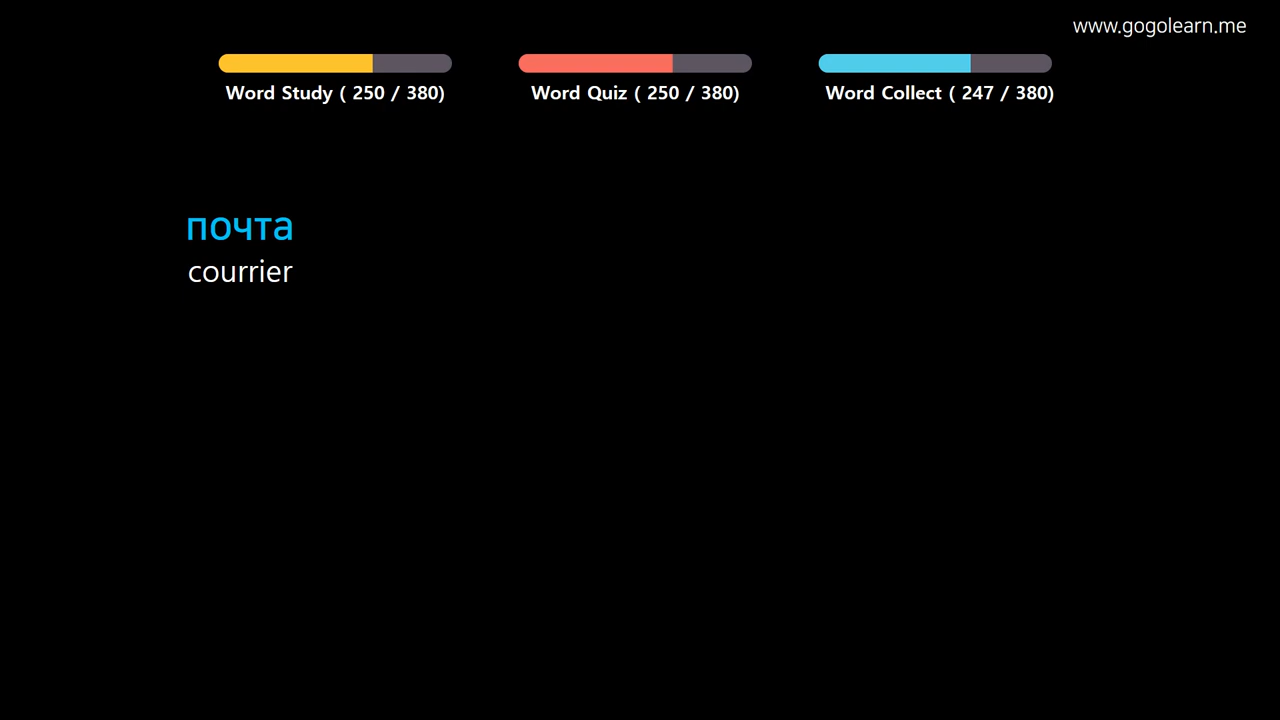 www.gogolearn.me
Word Study ( 250 / 380)
Word Quiz ( 250 / 380)
Word Collect ( 247 / 380)
почта
courrier